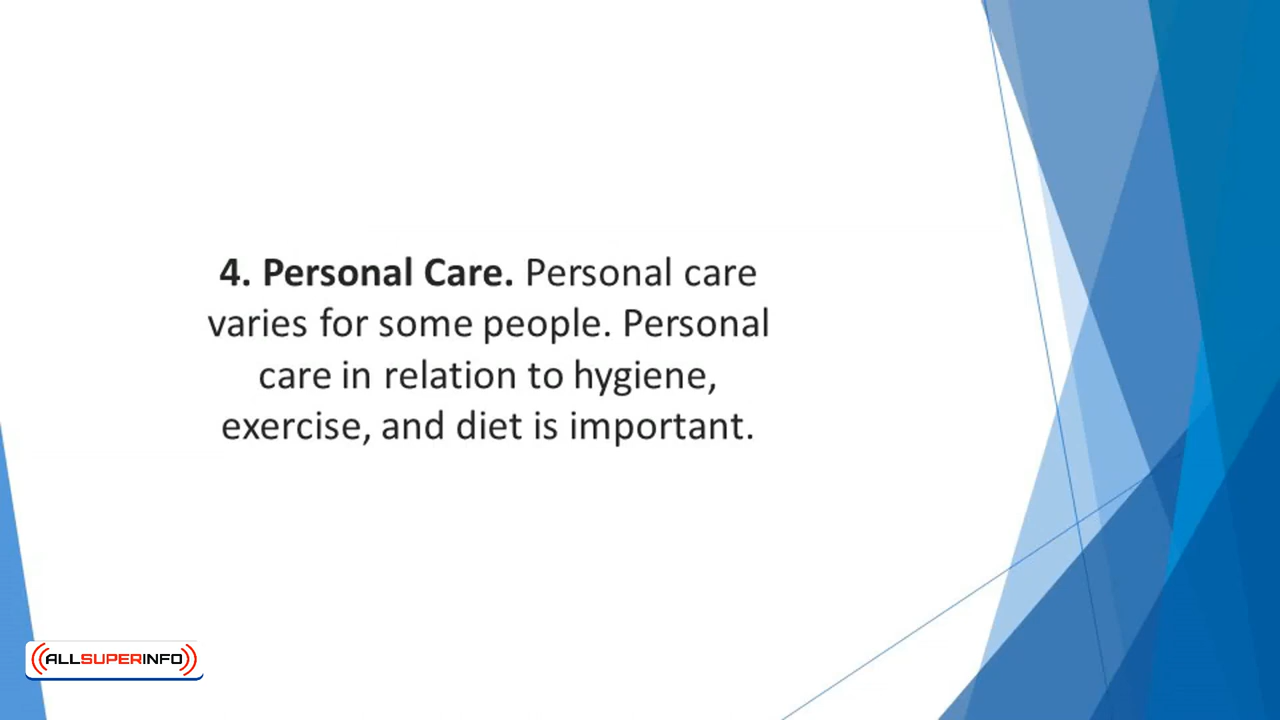 4. Personal Care. Personal care
varies for some people. Personal
care in relation to hygiene,
exercise, and diet is important.
ALLSUPERINFO